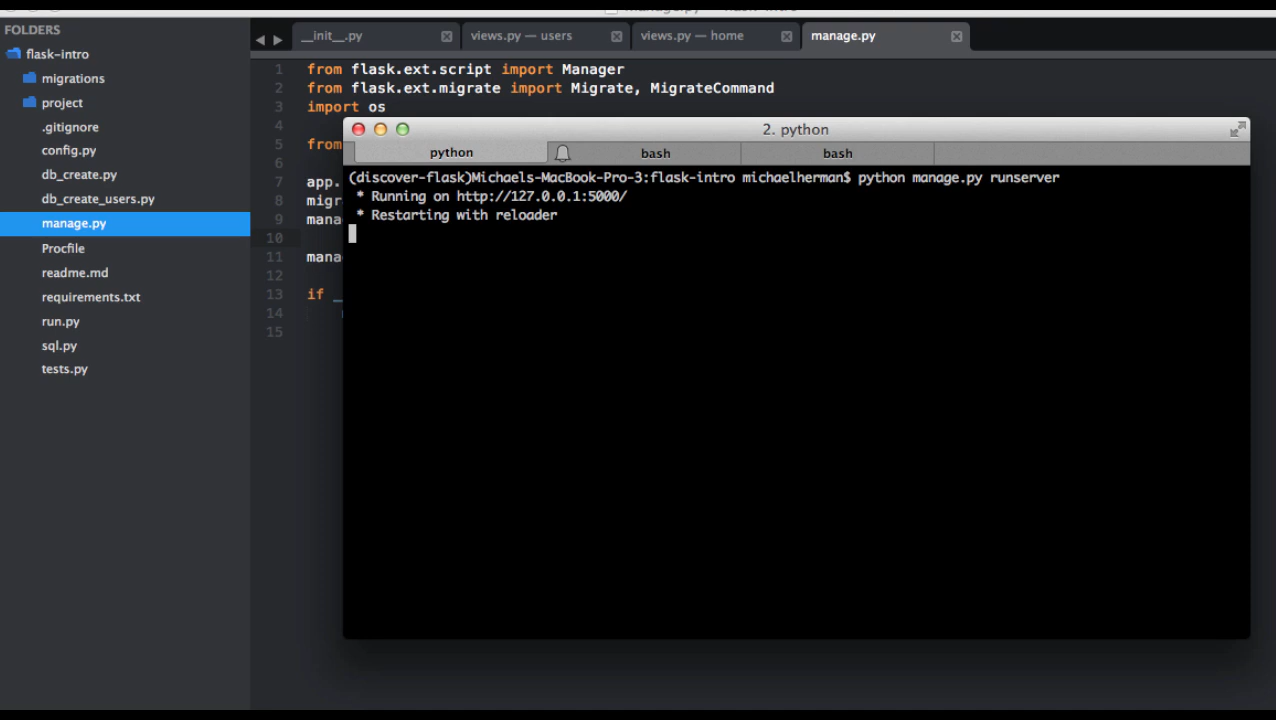 FOLDERS
flask-intro
migrations
project
.gitignore
config.py
db_create.py
db_create_users.py
manage.py
Procfile
readme.md
requirements.txt
run.py
sql.py
tests.py
__init__.py
views.py — users
views.py — home
manage.py
1 from flask.ext.script import Manager
2 from flask.ext.migrate import Migrate, MigrateCommand
3 import os
4
5 from
6
7 app.
8 migr
9 mana
10
11 mana
12
13 if _
14
15
2. python
python
bash
bash
(discover-flask)Michaels-MacBook-Pro-3:flask-intro michaelherman$ python manage.py runserver
* Running on http://127.0.0.1:5000/
* Restarting with reloader